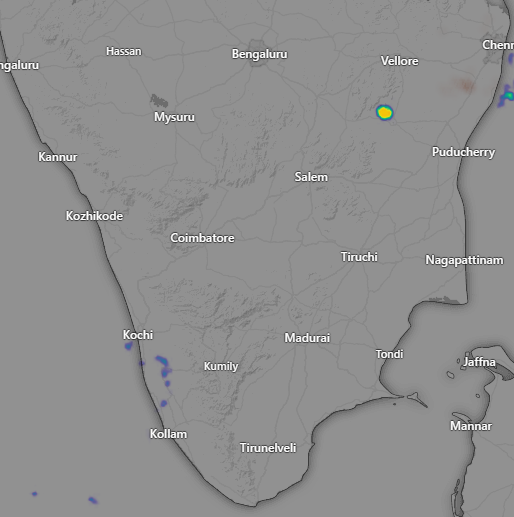 Hassan
Bengaluru
Chenn
ngaluru
Vellore
Mysuru
Kannur
Puducherry
Salem
Kozhikode
Coimbatore
Tiruchi
Nagapattinam
Kochi
Madurai
Kumily
Tondi
Jaffna
Mannar
Kollam
Tirunelveli